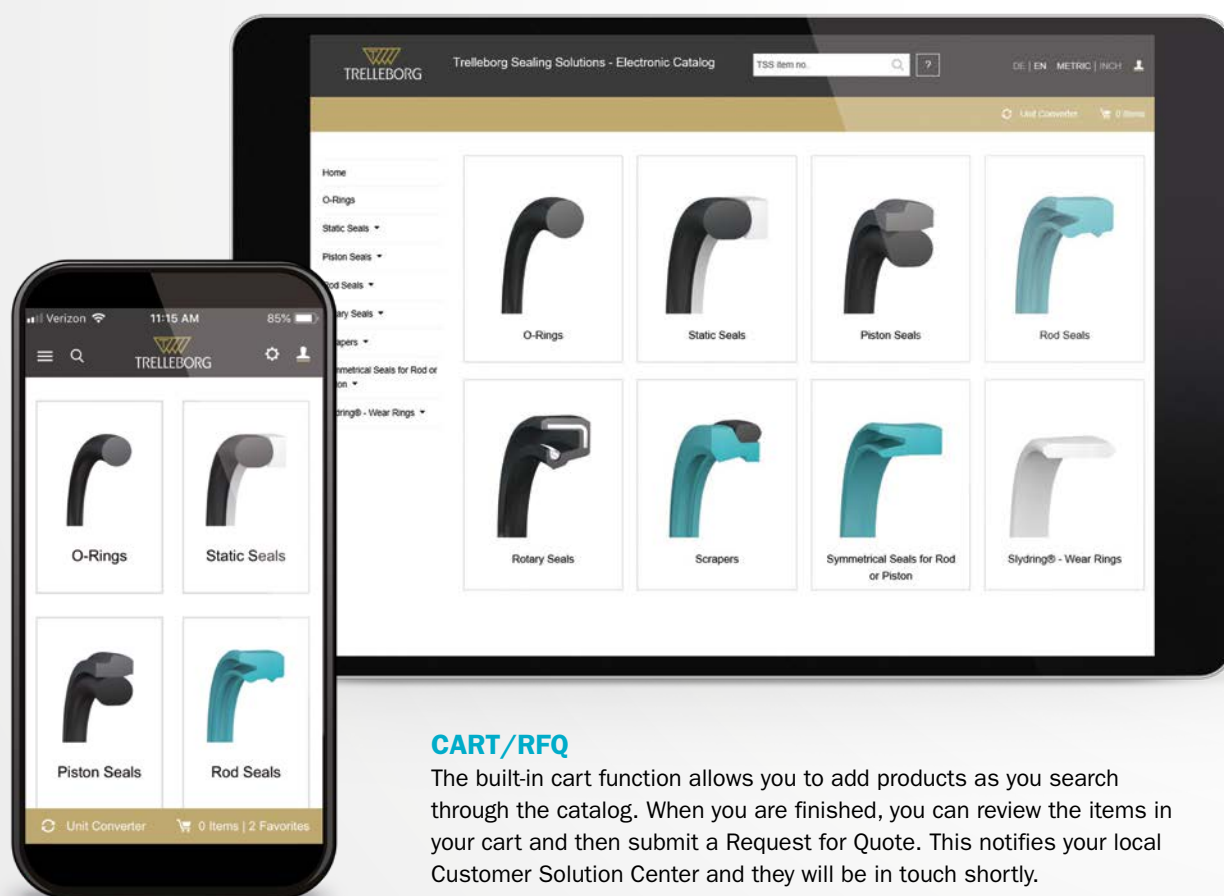 TRELLEBORG
Trelleborg Sealing Solutions - Electronic Catalog
TSS item no.
?
DE | EN METRIC | INCH
Unit Converter
0 Items
Home
O-Rings
Static Seals
Piston Seals
Rod Seals
Slydring® - Wear Rings
O-Rings
Static Seals
Piston Seals
Rod Seals
Rotary Seals
Scrapers
Symmetrical Seals for Rod
or Piston
Slydring® - Wear Rings
Verizon
11:15 AM
85%
TRELLEBORG
O-Rings
Static Seals
Piston Seals
Rod Seals
Unit Converter
0 Items | 2 Favorites
CART/RFQ
The built-in cart function allows you to add products as you search
through the catalog. When you are finished, you can review the items in
your cart and then submit a Request for Quote. This notifies your local
Customer Solution Center and they will be in touch shortly.